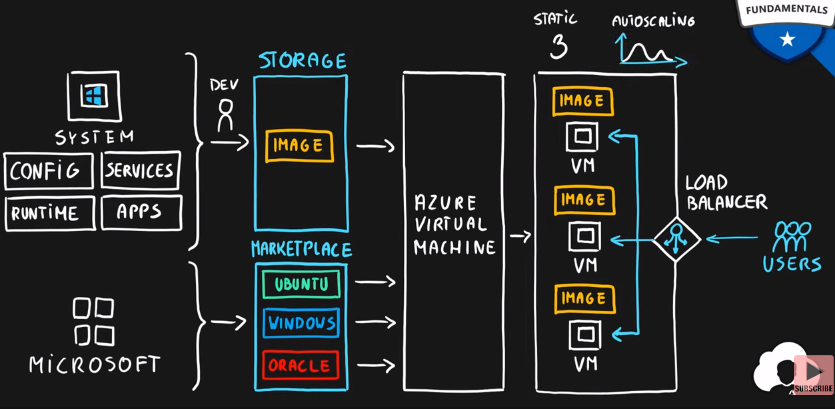 FUNDAMENTALS
STATIC
3
AUTOSCALING
STORAGE
DEV
IMAGE
SYSTEM
CONFIG
SERVICES
RUNTIME
APPS
MARKETPLACE
UBUNTU
WINDOWS
ORACLE
MICROSOFT
AZURE
VIRTUAL
MACHINE
IMAGE
VM
IMAGE
VM
IMAGE
VM
LOAD
BALANCER
USERS
SUBSCRIBE